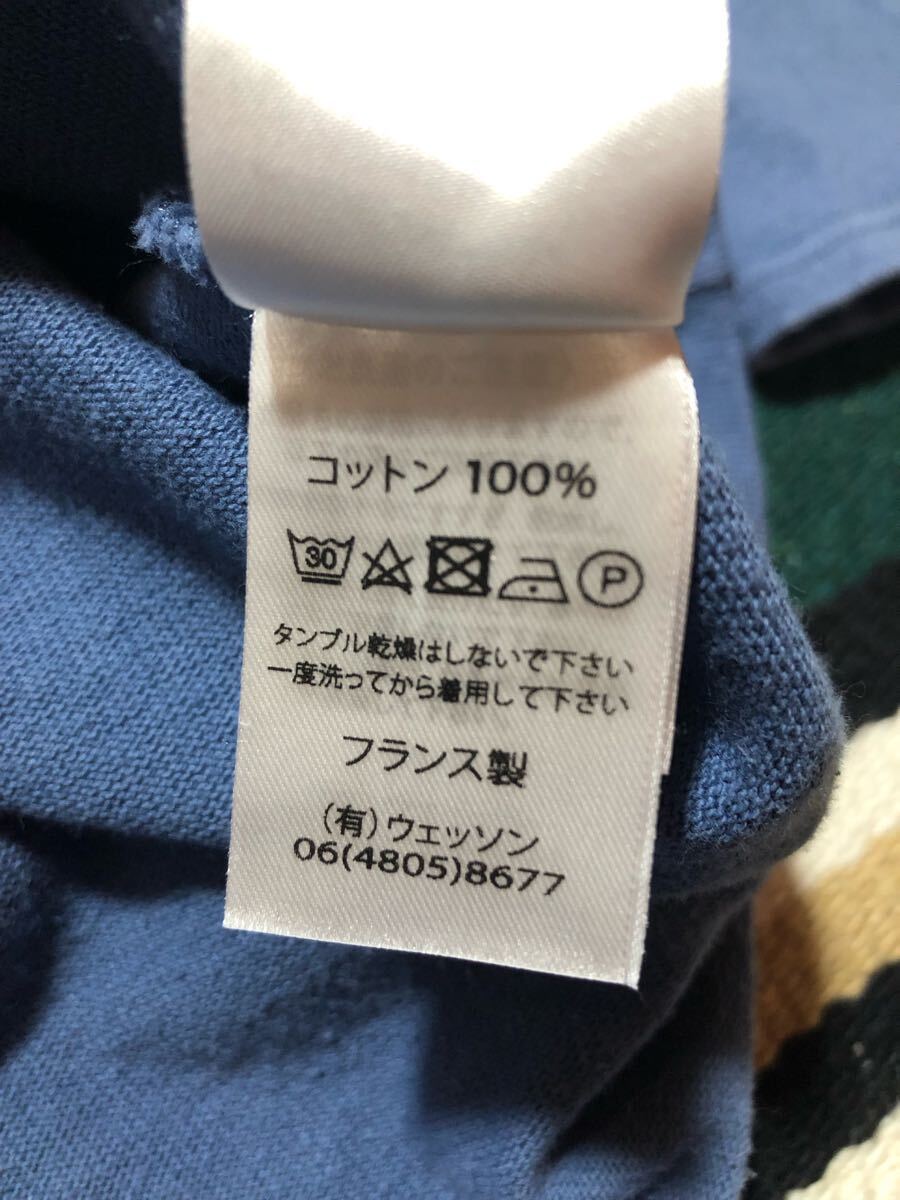 コットン 100%
30 P
タンブル乾燥はしないで下さい
一度洗ってから着用して下さい
フランス製
(有)ウェッソン
06(4805)8677